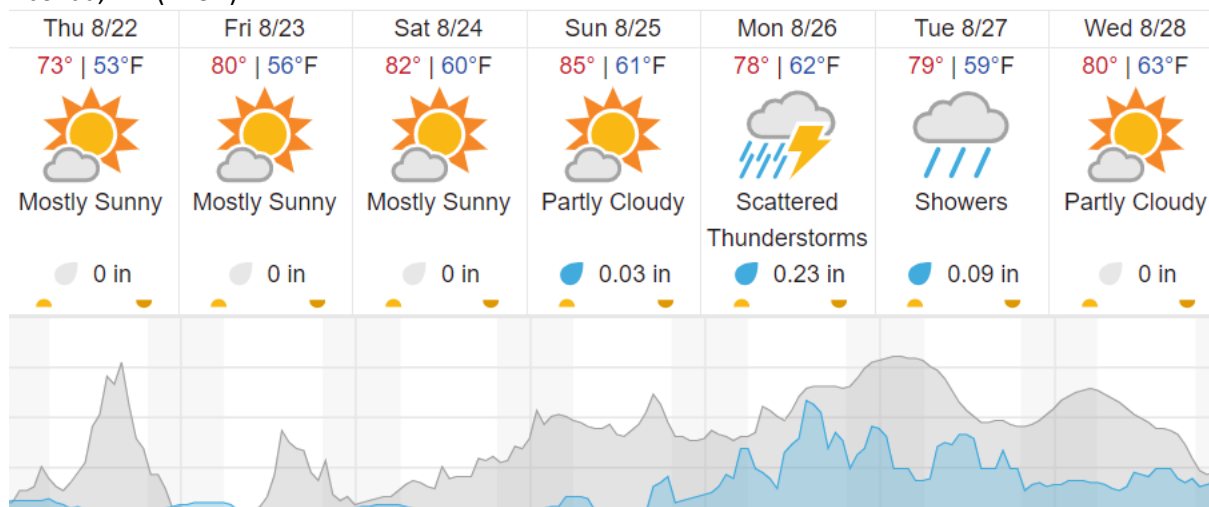 Thu 8/22 Fri 8/23 Sat 8/24 Sun 8/25 Mon 8/26 Tue 8/27 Wed 8/28
73° | 53°F 80° | 56°F 82° | 60°F 85° | 61°F 78° | 62°F 79° | 59°F 80° | 63°F
Mostly Sunny Mostly Sunny Mostly Sunny Partly Cloudy Scattered Showers Partly Cloudy
Thunderstorms
0 in 0 in 0 in 0.03 in 0.23 in 0.09 in 0 in